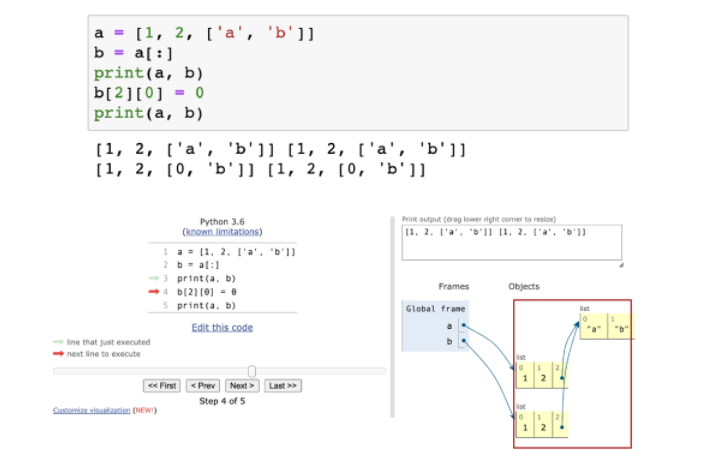 a = [1, 2, ['a', 'b']]
b = a[:]
print(a, b)
b[2][0] = 0
print(a, b)
[1, 2, ['a', 'b']] [1, 2, ['a', 'b']]
[1, 2, [0, 'b']] [1, 2, [0, 'b']]
Python 3.6
(known limitations)
1 a = [1, 2, ['a', 'b']]
2 b = a[:]
3 print(a, b)
4 b[2][0] = 0
5 print(a, b)
Edit this code
line that just executed
next line to execute
<< First < Prev Next > Last >>
Step 4 of 5
Customize visualization (NEW!)
Print output (drag lower right corner to resize)
[1, 2, ['a', 'b']] [1, 2, ['a', 'b']]
Frames Objects
Global frame
a
b
list
0 1
"a" "b"
list
0 1 2
1 2
list
0 1 2
1 2